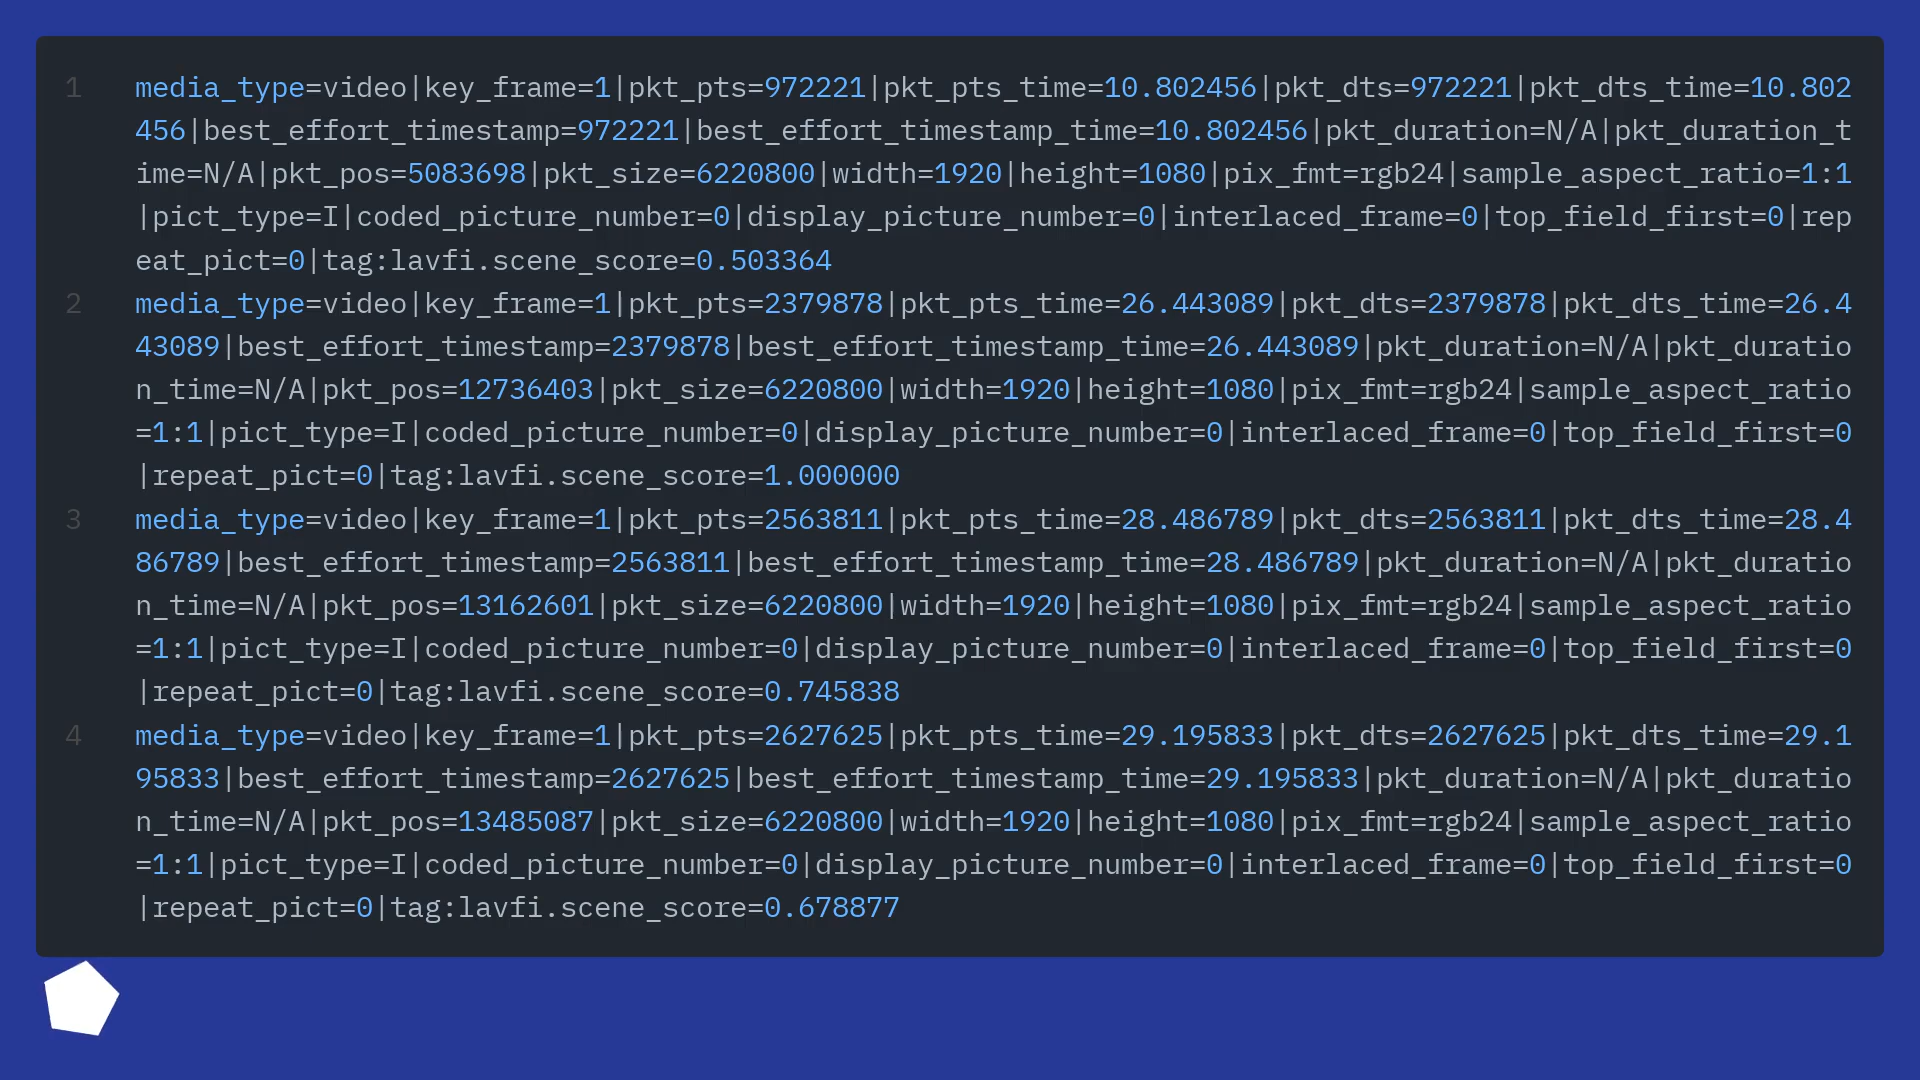 1 media_type=video|key_frame=1|pkt_pts=972221|pkt_pts_time=10.802456|pkt_dts=972221|pkt_dts_time=10.802
456|best_effort_timestamp=972221|best_effort_timestamp_time=10.802456|pkt_duration=N/A|pkt_duration_t
ime=N/A|pkt_pos=5083698|pkt_size=6220800|width=1920|height=1080|pix_fmt=rgb24|sample_aspect_ratio=1:1
|pict_type=I|coded_picture_number=0|display_picture_number=0|interlaced_frame=0|top_field_first=0|rep
eat_pict=0|tag:lavfi.scene_score=0.503364
2 media_type=video|key_frame=1|pkt_pts=2379878|pkt_pts_time=26.443089|pkt_dts=2379878|pkt_dts_time=26.4
43089|best_effort_timestamp=2379878|best_effort_timestamp_time=26.443089|pkt_duration=N/A|pkt_duratio
n_time=N/A|pkt_pos=12736403|pkt_size=6220800|width=1920|height=1080|pix_fmt=rgb24|sample_aspect_ratio
=1:1|pict_type=I|coded_picture_number=0|display_picture_number=0|interlaced_frame=0|top_field_first=0
|repeat_pict=0|tag:lavfi.scene_score=1.000000
3 media_type=video|key_frame=1|pkt_pts=2563811|pkt_pts_time=28.486789|pkt_dts=2563811|pkt_dts_time=28.4
86789|best_effort_timestamp=2563811|best_effort_timestamp_time=28.486789|pkt_duration=N/A|pkt_duratio
n_time=N/A|pkt_pos=13162601|pkt_size=6220800|width=1920|height=1080|pix_fmt=rgb24|sample_aspect_ratio
=1:1|pict_type=I|coded_picture_number=0|display_picture_number=0|interlaced_frame=0|top_field_first=0
|repeat_pict=0|tag:lavfi.scene_score=0.745838
4 media_type=video|key_frame=1|pkt_pts=2627625|pkt_pts_time=29.195833|pkt_dts=2627625|pkt_dts_time=29.1
95833|best_effort_timestamp=2627625|best_effort_timestamp_time=29.195833|pkt_duration=N/A|pkt_duratio
n_time=N/A|pkt_pos=13485087|pkt_size=6220800|width=1920|height=1080|pix_fmt=rgb24|sample_aspect_ratio
=1:1|pict_type=I|coded_picture_number=0|display_picture_number=0|interlaced_frame=0|top_field_first=0
|repeat_pict=0|tag:lavfi.scene_score=0.678877